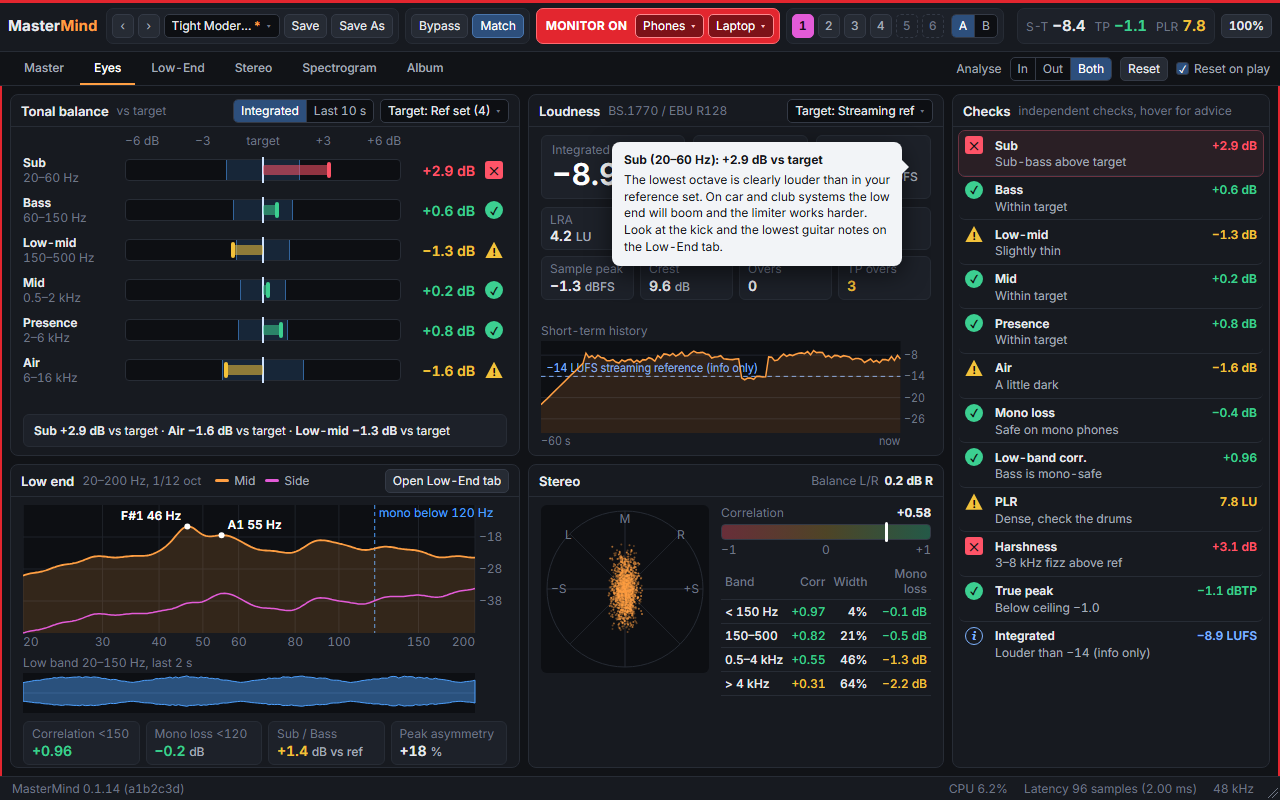 MasterMind
‹ › Tight Moder... * Save Save As Bypass Match MONITOR ON Phones Laptop 1 2 3 4 5 6 A B S-T −8.4 TP −1.1 PLR 7.8 100%
Master Eyes Low-End Stereo Spectrogram Album Analyse In Out Both Reset Reset on play
Tonal balance vs target Integrated Last 10 s Target: Ref set (4)
−6 dB −3 target +3 +6 dB
Sub +2.9 dB
20–60 Hz
Bass +0.6 dB
60–150 Hz
Low-mid −1.3 dB
150–500 Hz
Mid +0.2 dB
0.5–2 kHz
Presence +0.8 dB
2–6 kHz
Air −1.6 dB
6–16 kHz
Sub +2.9 dB vs target · Air −1.6 dB vs target · Low-mid −1.3 dB vs target
Loudness BS.1770 / EBU R128 Target: Streaming ref
Integrated
−8.9
FS
Sub (20–60 Hz): +2.9 dB vs target
The lowest octave is clearly louder than in your
reference set. On car and club systems the low
end will boom and the limiter works harder.
Look at the kick and the lowest guitar notes on
the Low-End tab.
LRA
4.2 LU
Sample peak Crest Overs TP overs
−1.3 dBFS 9.6 dB 0 3
Short-term history
−14 LUFS streaming reference (info only)
−8
−14
−20
−26
−60 s now
Checks independent checks, hover for advice
Sub +2.9 dB
Sub-bass above target
Bass +0.6 dB
Within target
Low-mid −1.3 dB
Slightly thin
Mid +0.2 dB
Within target
Presence +0.8 dB
Within target
Air −1.6 dB
A little dark
Mono loss −0.4 dB
Safe on mono phones
Low-band corr. +0.96
Bass is mono-safe
PLR 7.8 LU
Dense, check the drums
Harshness +3.1 dB
3–8 kHz fizz above ref
True peak −1.1 dBTP
Below ceiling −1.0
Integrated −8.9 LUFS
Louder than −14 (info only)
Low end 20–200 Hz, 1/12 oct Mid Side Open Low-End tab
F#1 46 Hz A1 55 Hz mono below 120 Hz
−18
−28
−38
20 30 40 50 60 80 100 150 200
Low band 20–150 Hz, last 2 s
Correlation <150 Mono loss <120 Sub / Bass Peak asymmetry
+0.96 −0.2 dB +1.4 dB vs ref +18 %
Stereo Balance L/R 0.2 dB R
M
L R
−S +S
Correlation +0.58
−1 0 +1
Band Corr Width Mono loss
< 150 Hz +0.97 4% −0.1 dB
150–500 +0.82 21% −0.5 dB
0.5–4 kHz +0.55 46% −1.3 dB
> 4 kHz +0.31 64% −2.2 dB
MasterMind 0.1.14 (a1b2c3d) CPU 6.2% Latency 96 samples (2.00 ms) 48 kHz